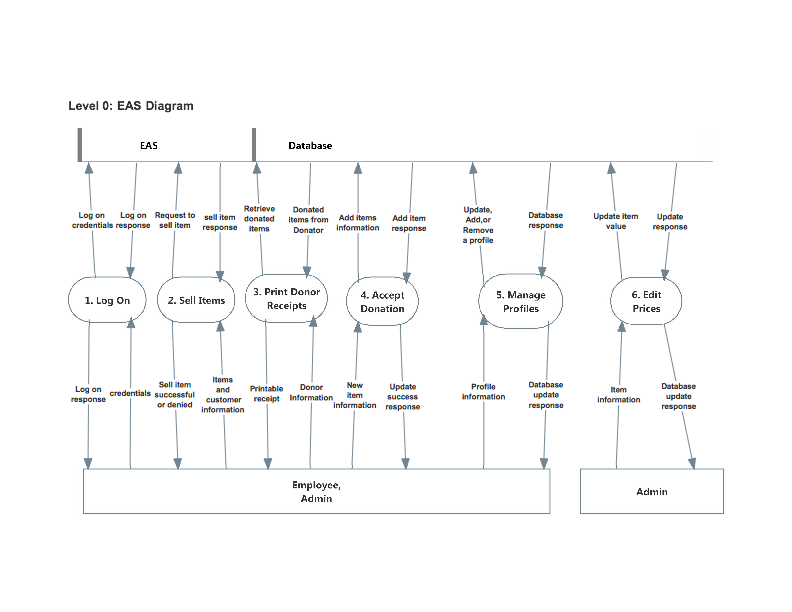 Level 0: EAS Diagram
EAS
Database
Log on
credentials
Log on
response
Request to
sell item
sell item
response
Retrieve
donated
items
Donated
items from
Donator
Add items
information
Add item
response
Update,
Add,or
Remove
a profile
Database
response
Update item
value
Update
response
1. Log On
2. Sell Items
3. Print Donor
Receipts
4. Accept
Donation
5. Manage
Profiles
6. Edit
Prices
Log on
response
credentials
Sell item
successful
or denied
Items
and
customer
information
Printable
receipt
Donor
Information
New
item
information
Update
success
response
Profile
information
Database
update
response
Item
information
Database
update
response
Employee,
Admin
Admin